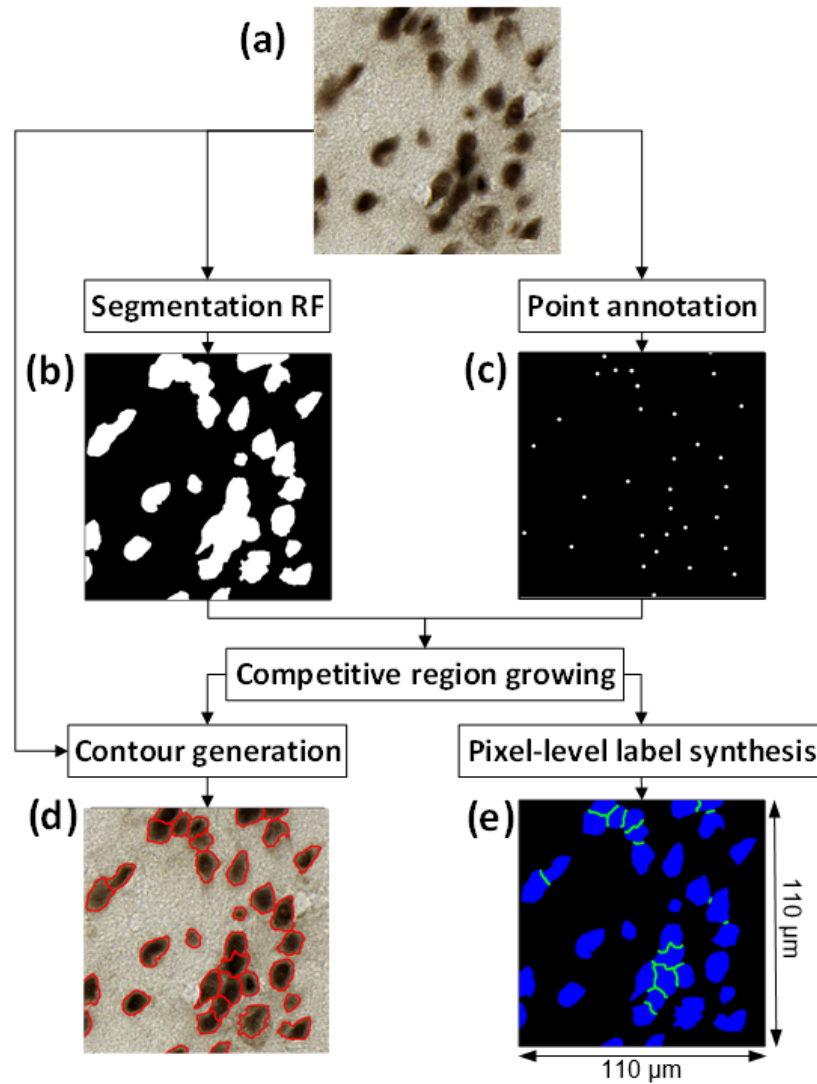 (a)
Segmentation RF
Point annotation
(b)
(c)
Competitive region growing
Contour generation
Pixel-level label synthesis
(d)
(e)
110 µm
110 µm